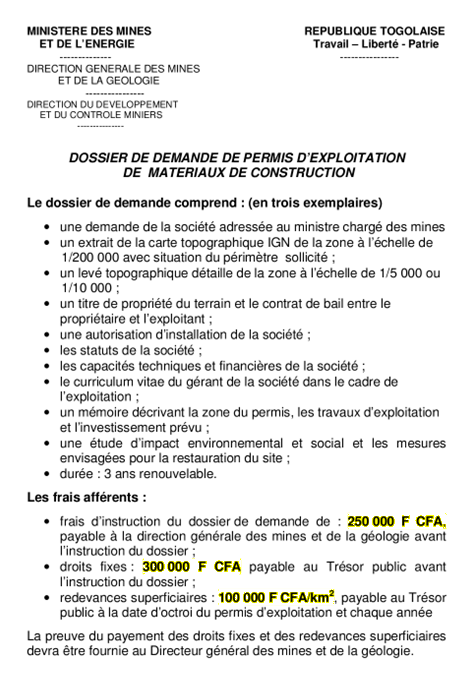 MINISTERE DES MINES
ET DE L'ENERGIE
--------------
DIRECTION GENERALE DES MINES
ET DE LA GEOLOGIE
----------------
DIRECTION DU DEVELOPPEMENT
ET DU CONTROLE MINIERS
--------------
REPUBLIQUE TOGOLAISE
Travail – Liberté - Patrie
----------------
DOSSIER DE DEMANDE DE PERMIS D'EXPLOITATION
DE MATERIAUX DE CONSTRUCTION
Le dossier de demande comprend : (en trois exemplaires)
• une demande de la société adressée au ministre chargé des mines
• un extrait de la carte topographique IGN de la zone à l'échelle de
1/200 000 avec situation du périmètre sollicité ;
• un levé topographique détaille de la zone à l'échelle de 1/5 000 ou
1/10 000 ;
• un titre de propriété du terrain et le contrat de bail entre le
propriétaire et l'exploitant ;
• une autorisation d'installation de la société ;
• les statuts de la société ;
• les capacités techniques et financières de la société ;
• le curriculum vitae du gérant de la société dans le cadre de
l'exploitation ;
• un mémoire décrivant la zone du permis, les travaux d'exploitation
et l'investissement prévu ;
• une étude d'impact environnemental et social et les mesures
envisagées pour la restauration du site ;
• durée : 3 ans renouvelable.
Les frais afférents :
• frais d'instruction du dossier de demande de : 250 000 F CFA,
payable à la direction générale des mines et de la géologie avant
l'instruction du dossier ;
• droits fixes : 300 000 F CFA payable au Trésor public avant
l'instruction du dossier ;
• redevances superficiaires : 100 000 F CFA/km², payable au Trésor
public à la date d'octroi du permis d'exploitation et chaque année
La preuve du payement des droits fixes et des redevances superficiaires
devra être fournie au Directeur général des mines et de la géologie.